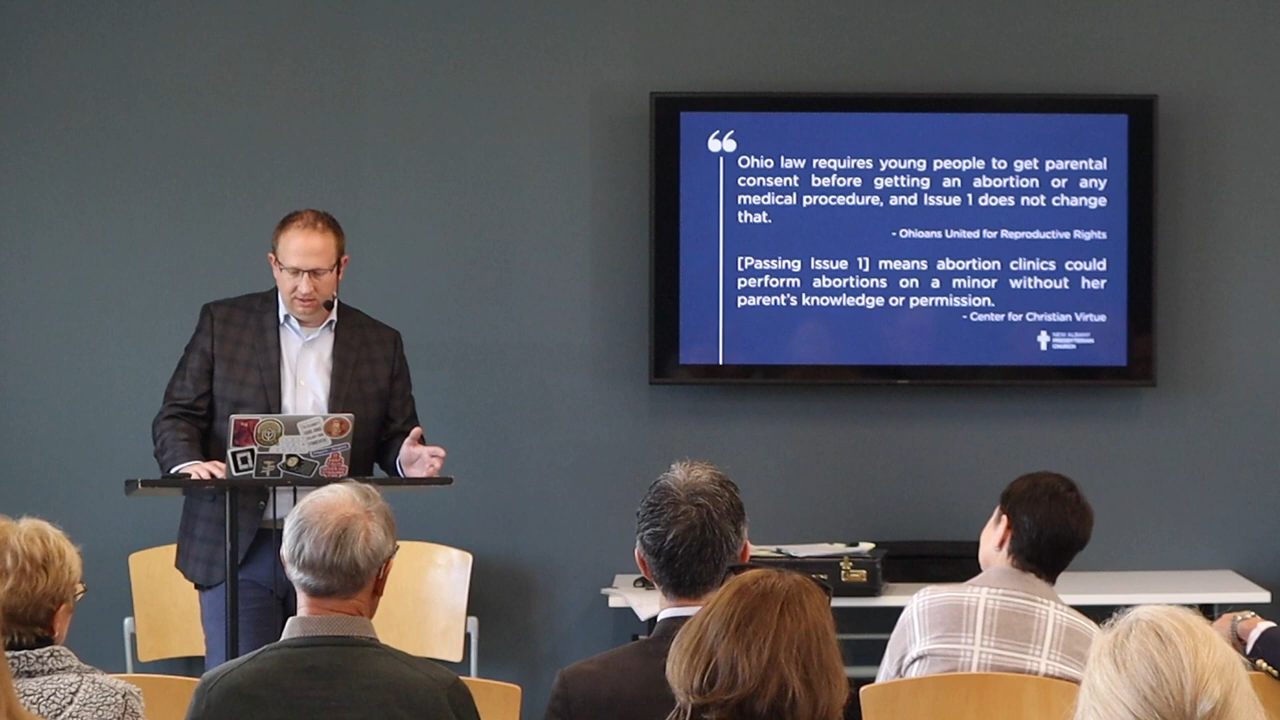 “
Ohio law requires young people to get parental
consent before getting an abortion or any
medical procedure, and Issue 1 does not change
that.
- Ohioans United for Reproductive Rights
[Passing Issue 1] means abortion clinics could
perform abortions on a minor without her
parent's knowledge or permission.
- Center for Christian Virtue
NEW ALBANY
PRESBYTERIAN
CHURCH